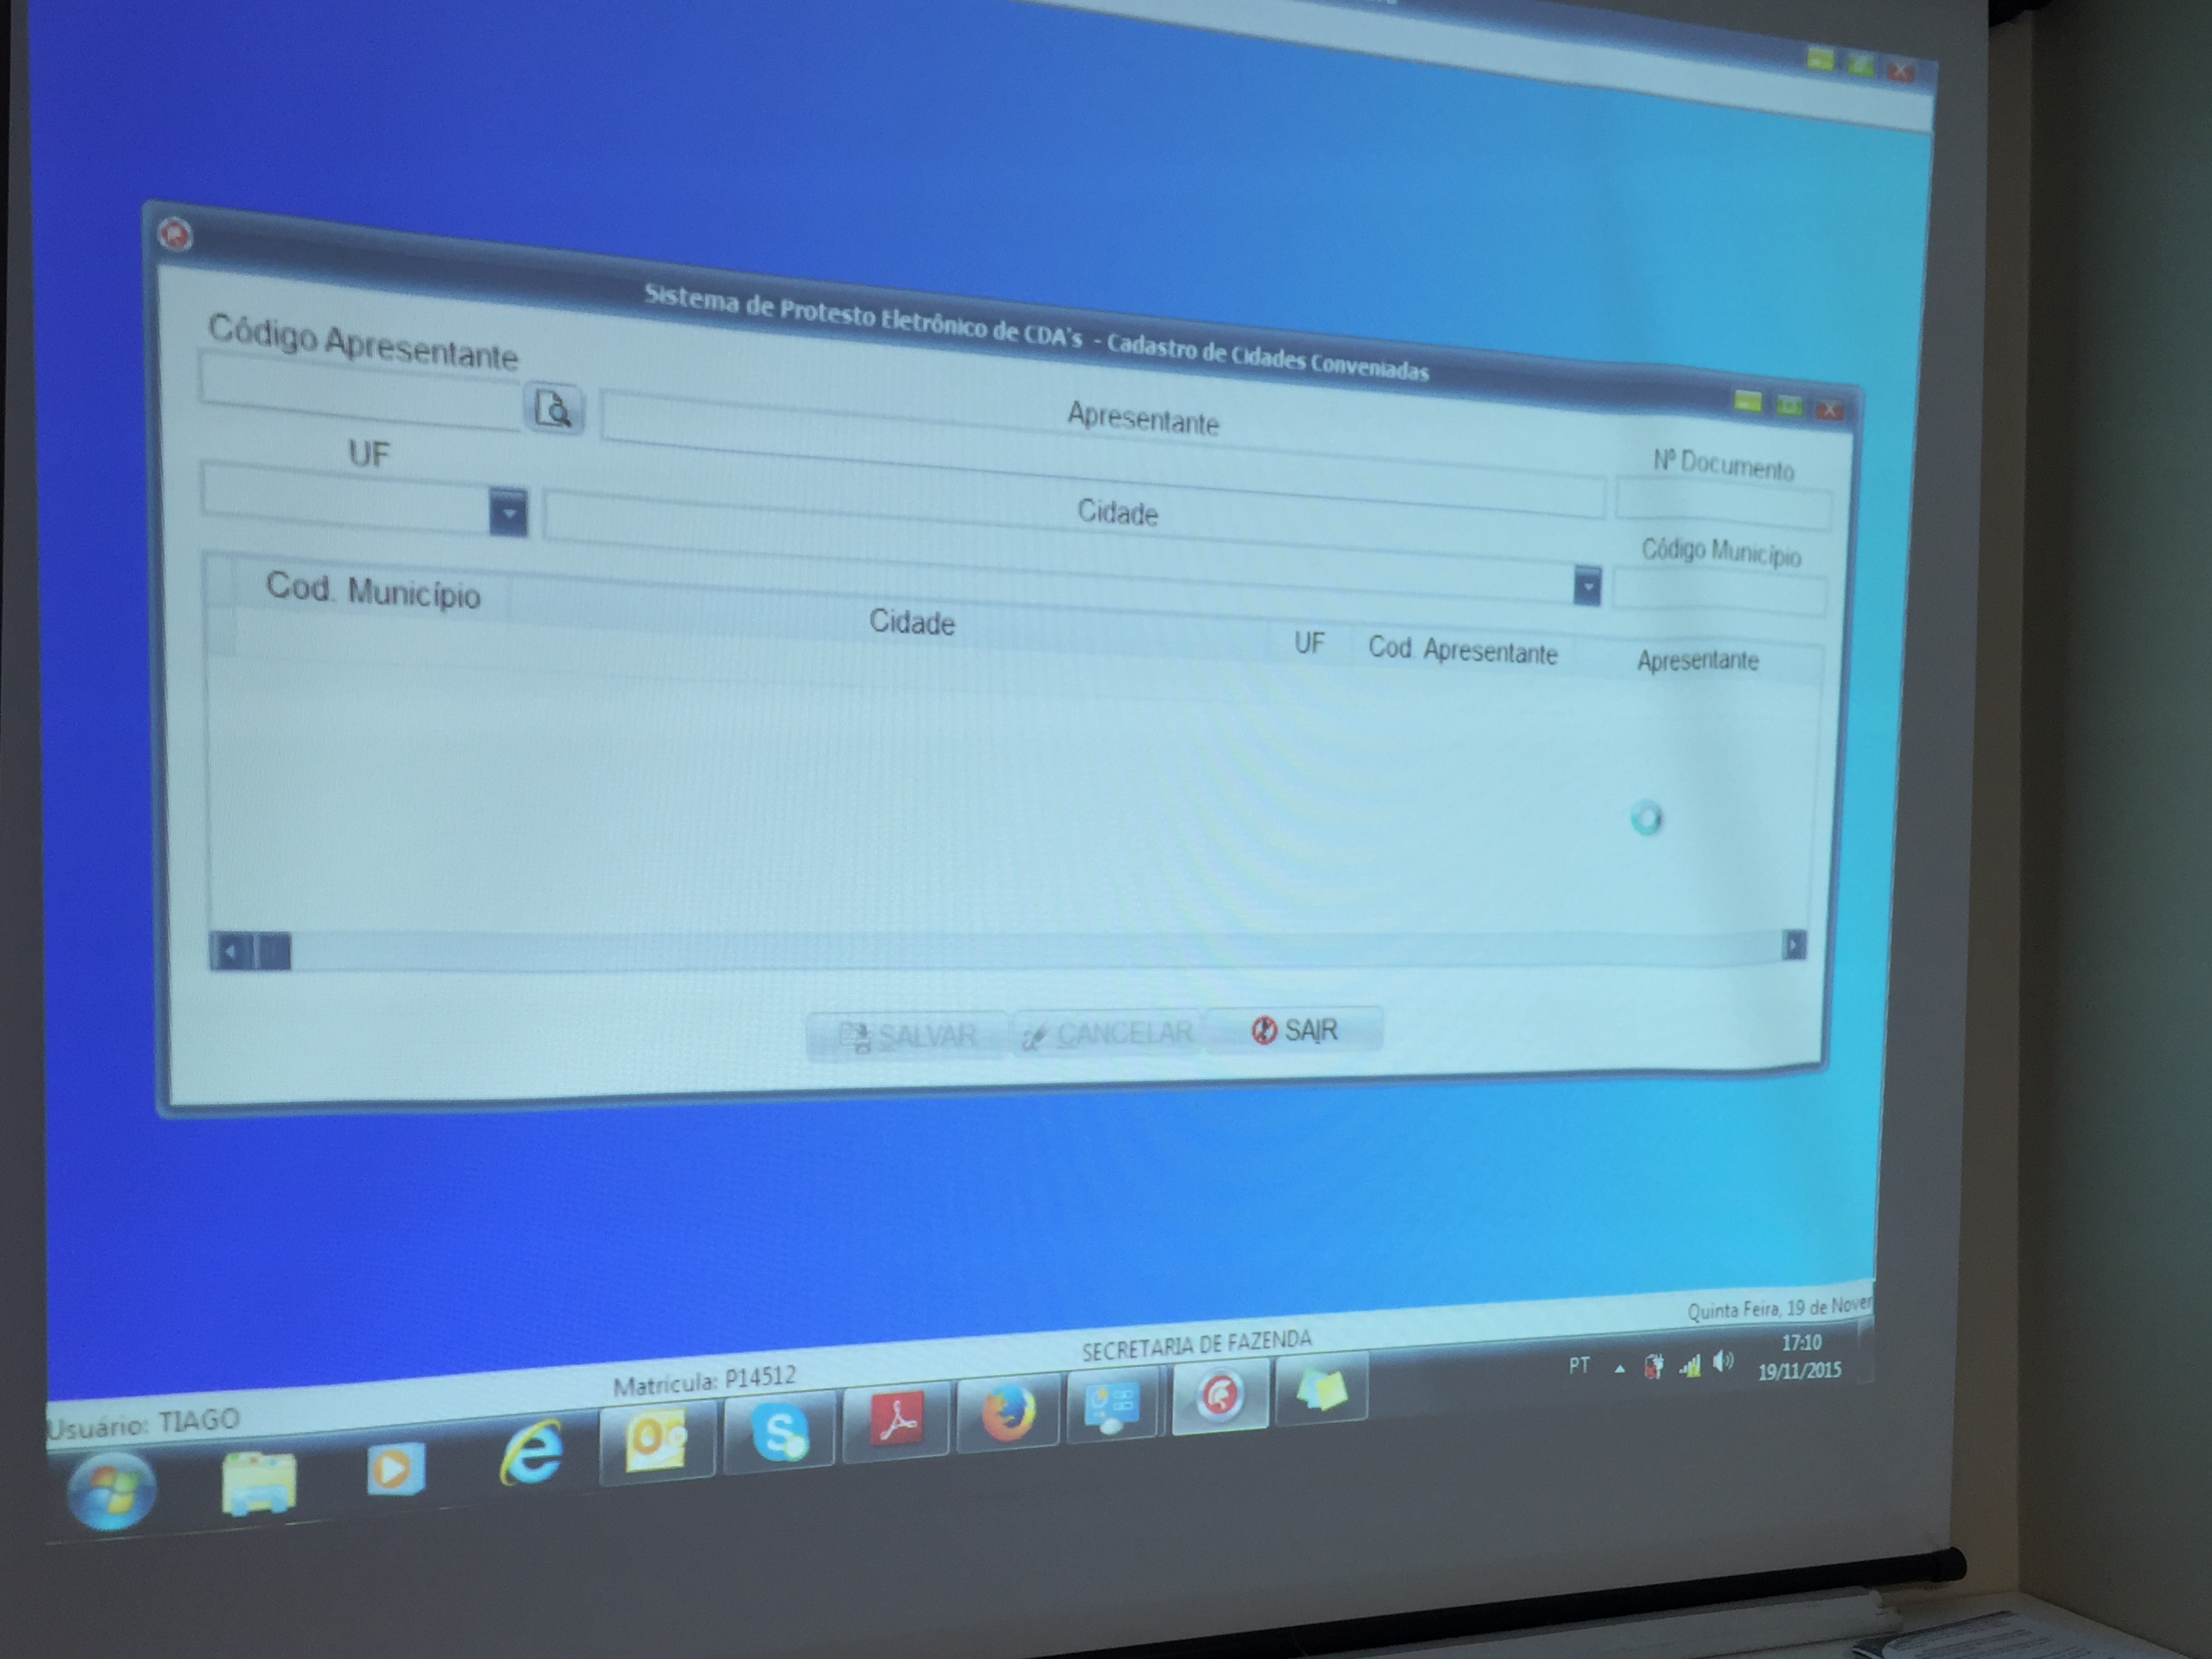 Sistema de Protesto Eletrônico de CDA's - Cadastro de Cidades Conveniadas
Código Apresentante
Apresentante
Nº Documento
UF
Cidade
Código Município
Cod. Município
Cidade
UF
Cod. Apresentante
Apresentante
SALVAR
CANCELAR
SAIR
Usuário: TIAGO
Matricula: P14512
SECRETARIA DE FAZENDA
Quinta Feira, 19 de Nover
PT
17:10
19/11/2015